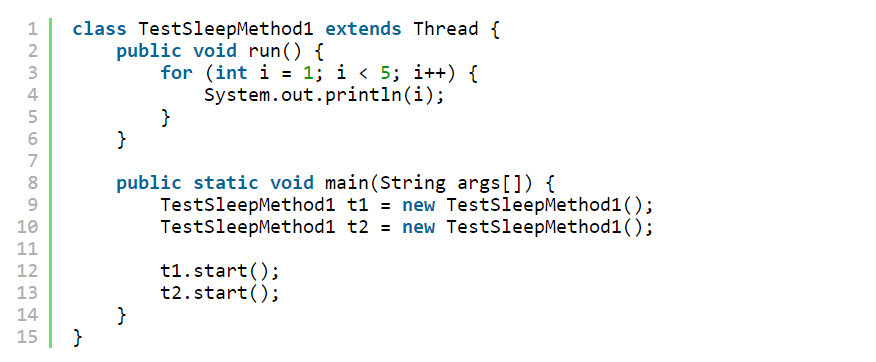 1 class TestSleepMethod1 extends Thread {
2     public void run() {
3         for (int i = 1; i < 5; i++) {
4             System.out.println(i);
5         }
6     }
7
8     public static void main(String args[]) {
9         TestSleepMethod1 t1 = new TestSleepMethod1();
10         TestSleepMethod1 t2 = new TestSleepMethod1();
11
12         t1.start();
13         t2.start();
14     }
15 }